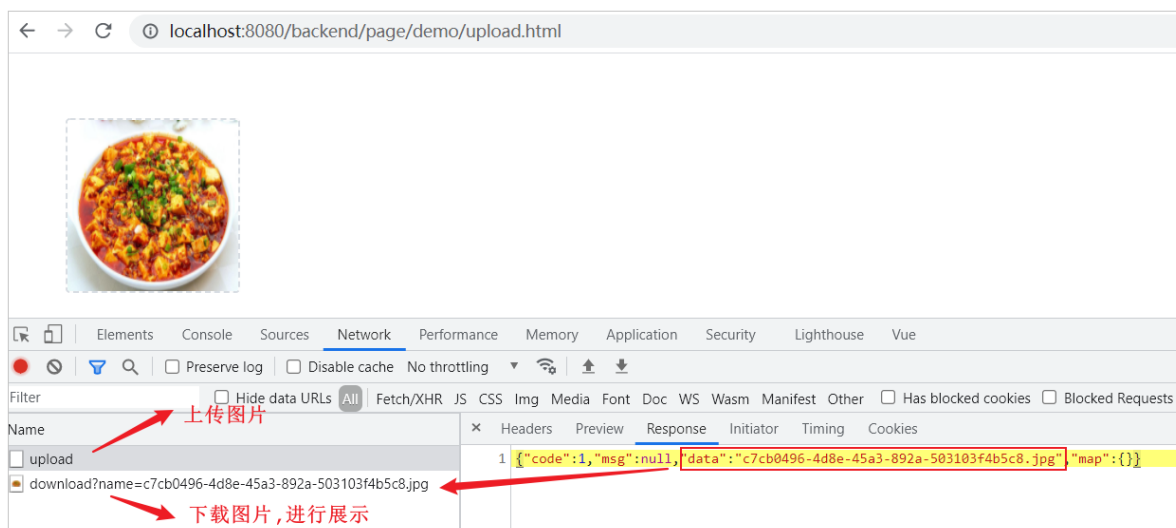 localhost:8080/backend/page/demo/upload.html
Elements Console Sources Network Performance Memory Application Security Lighthouse Vue
Preserve log Disable cache No throttling
Filter Hide data URLs All Fetch/XHR JS CSS Img Media Font Doc WS Wasm Manifest Other Has blocked cookies Blocked Requests
上传图片
Name × Headers Preview Response Initiator Timing Cookies
upload 1 {"code":1,"msg":null,"data":"c7cb0496-4d8e-45a3-892a-503103f4b5c8.jpg","map":{}}
download?name=c7cb0496-4d8e-45a3-892a-503103f4b5c8.jpg
下载图片,进行展示